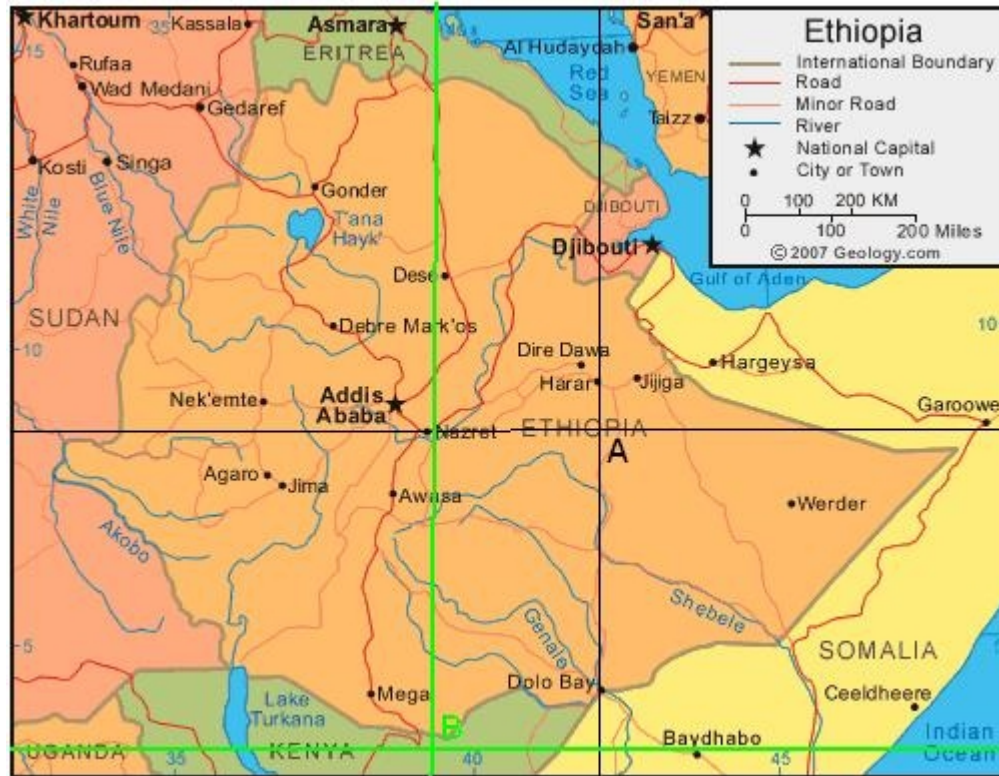 Khartoum
35
Kassala
Asmara
ERITREA
San'a
Al Hudaydah
Red
Sea
YEMEN
Taizz
Ethiopia
International Boundary
Road
Minor Road
River
National Capital
City or Town
0 100 200 KM
0 100 200 Miles
© 2007 Geology.com
15
Rufaa
Wad Medani
Gedaref
Kosti
Singa
White
Nile
Blue Nile
Gonder
T'ana
Hayk'
DJIBOUTI
Djibouti
Dese
Gulf of Aden
SUDAN
Debre Mark'os
10
10
Dire Dawa
Harar
Jijiga
Hargeysa
Nek'emte
Addis
Ababa
Garoowe
Nazret
ETHIOPIA
A
Agaro
Jima
Awasa
Werder
Akobo
Shebele
Genale
5
SOMALIA
Mega
Dolo Bay
Ceeldheere
Lake
Turkana
B
Baydhabo
Indian
Ocean
UGANDA
35
KENYA
40
45